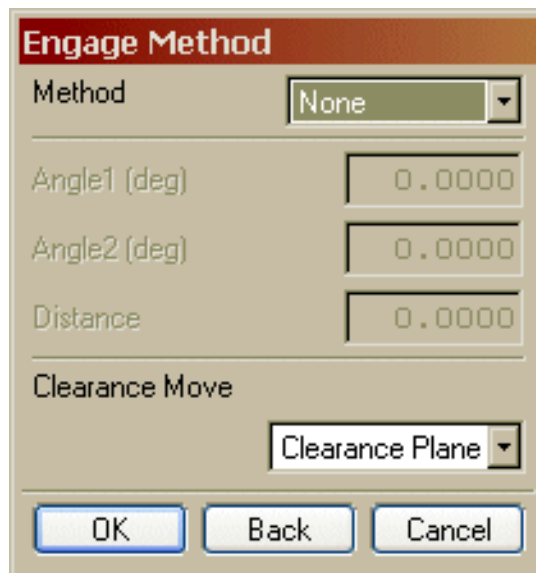 Engage Method
Method None
Angle1 (deg) 0.0000
Angle2 (deg) 0.0000
Distance 0.0000
Clearance Move
Clearance Plane
OK Back Cancel